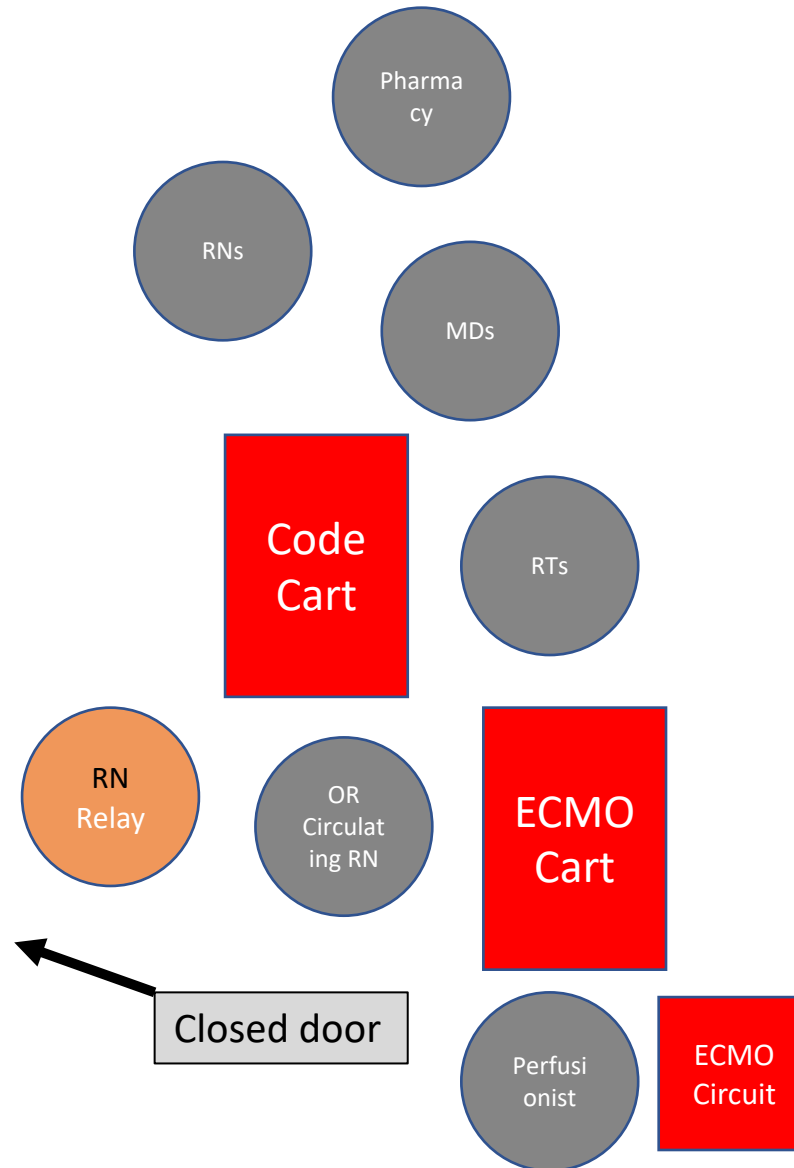 Pharma
cy
RNs
MDs
Code
Cart
RTs
RN
Relay
OR
Circulat
ing RN
ECMO
Cart
Closed door
Perfusi
onist
ECMO
Circuit